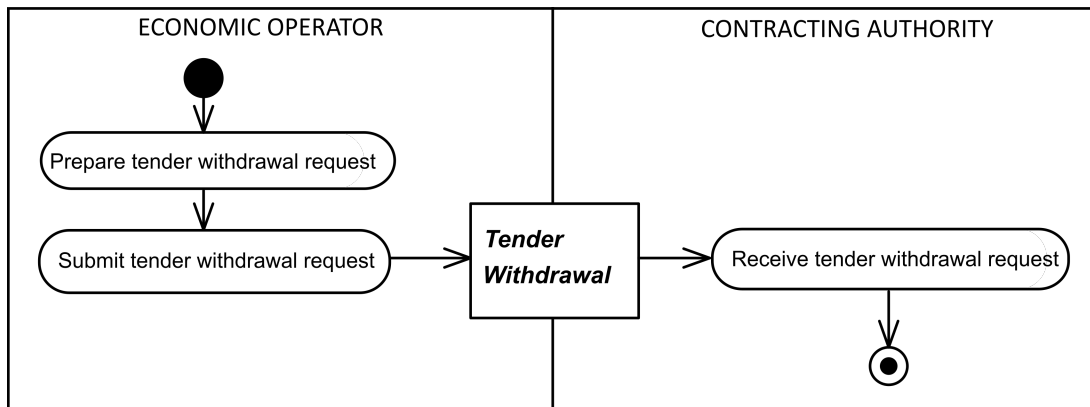 ECONOMIC OPERATOR
CONTRACTING AUTHORITY
Prepare tender withdrawal request
Submit tender withdrawal request
Tender
Withdrawal
Receive tender withdrawal request